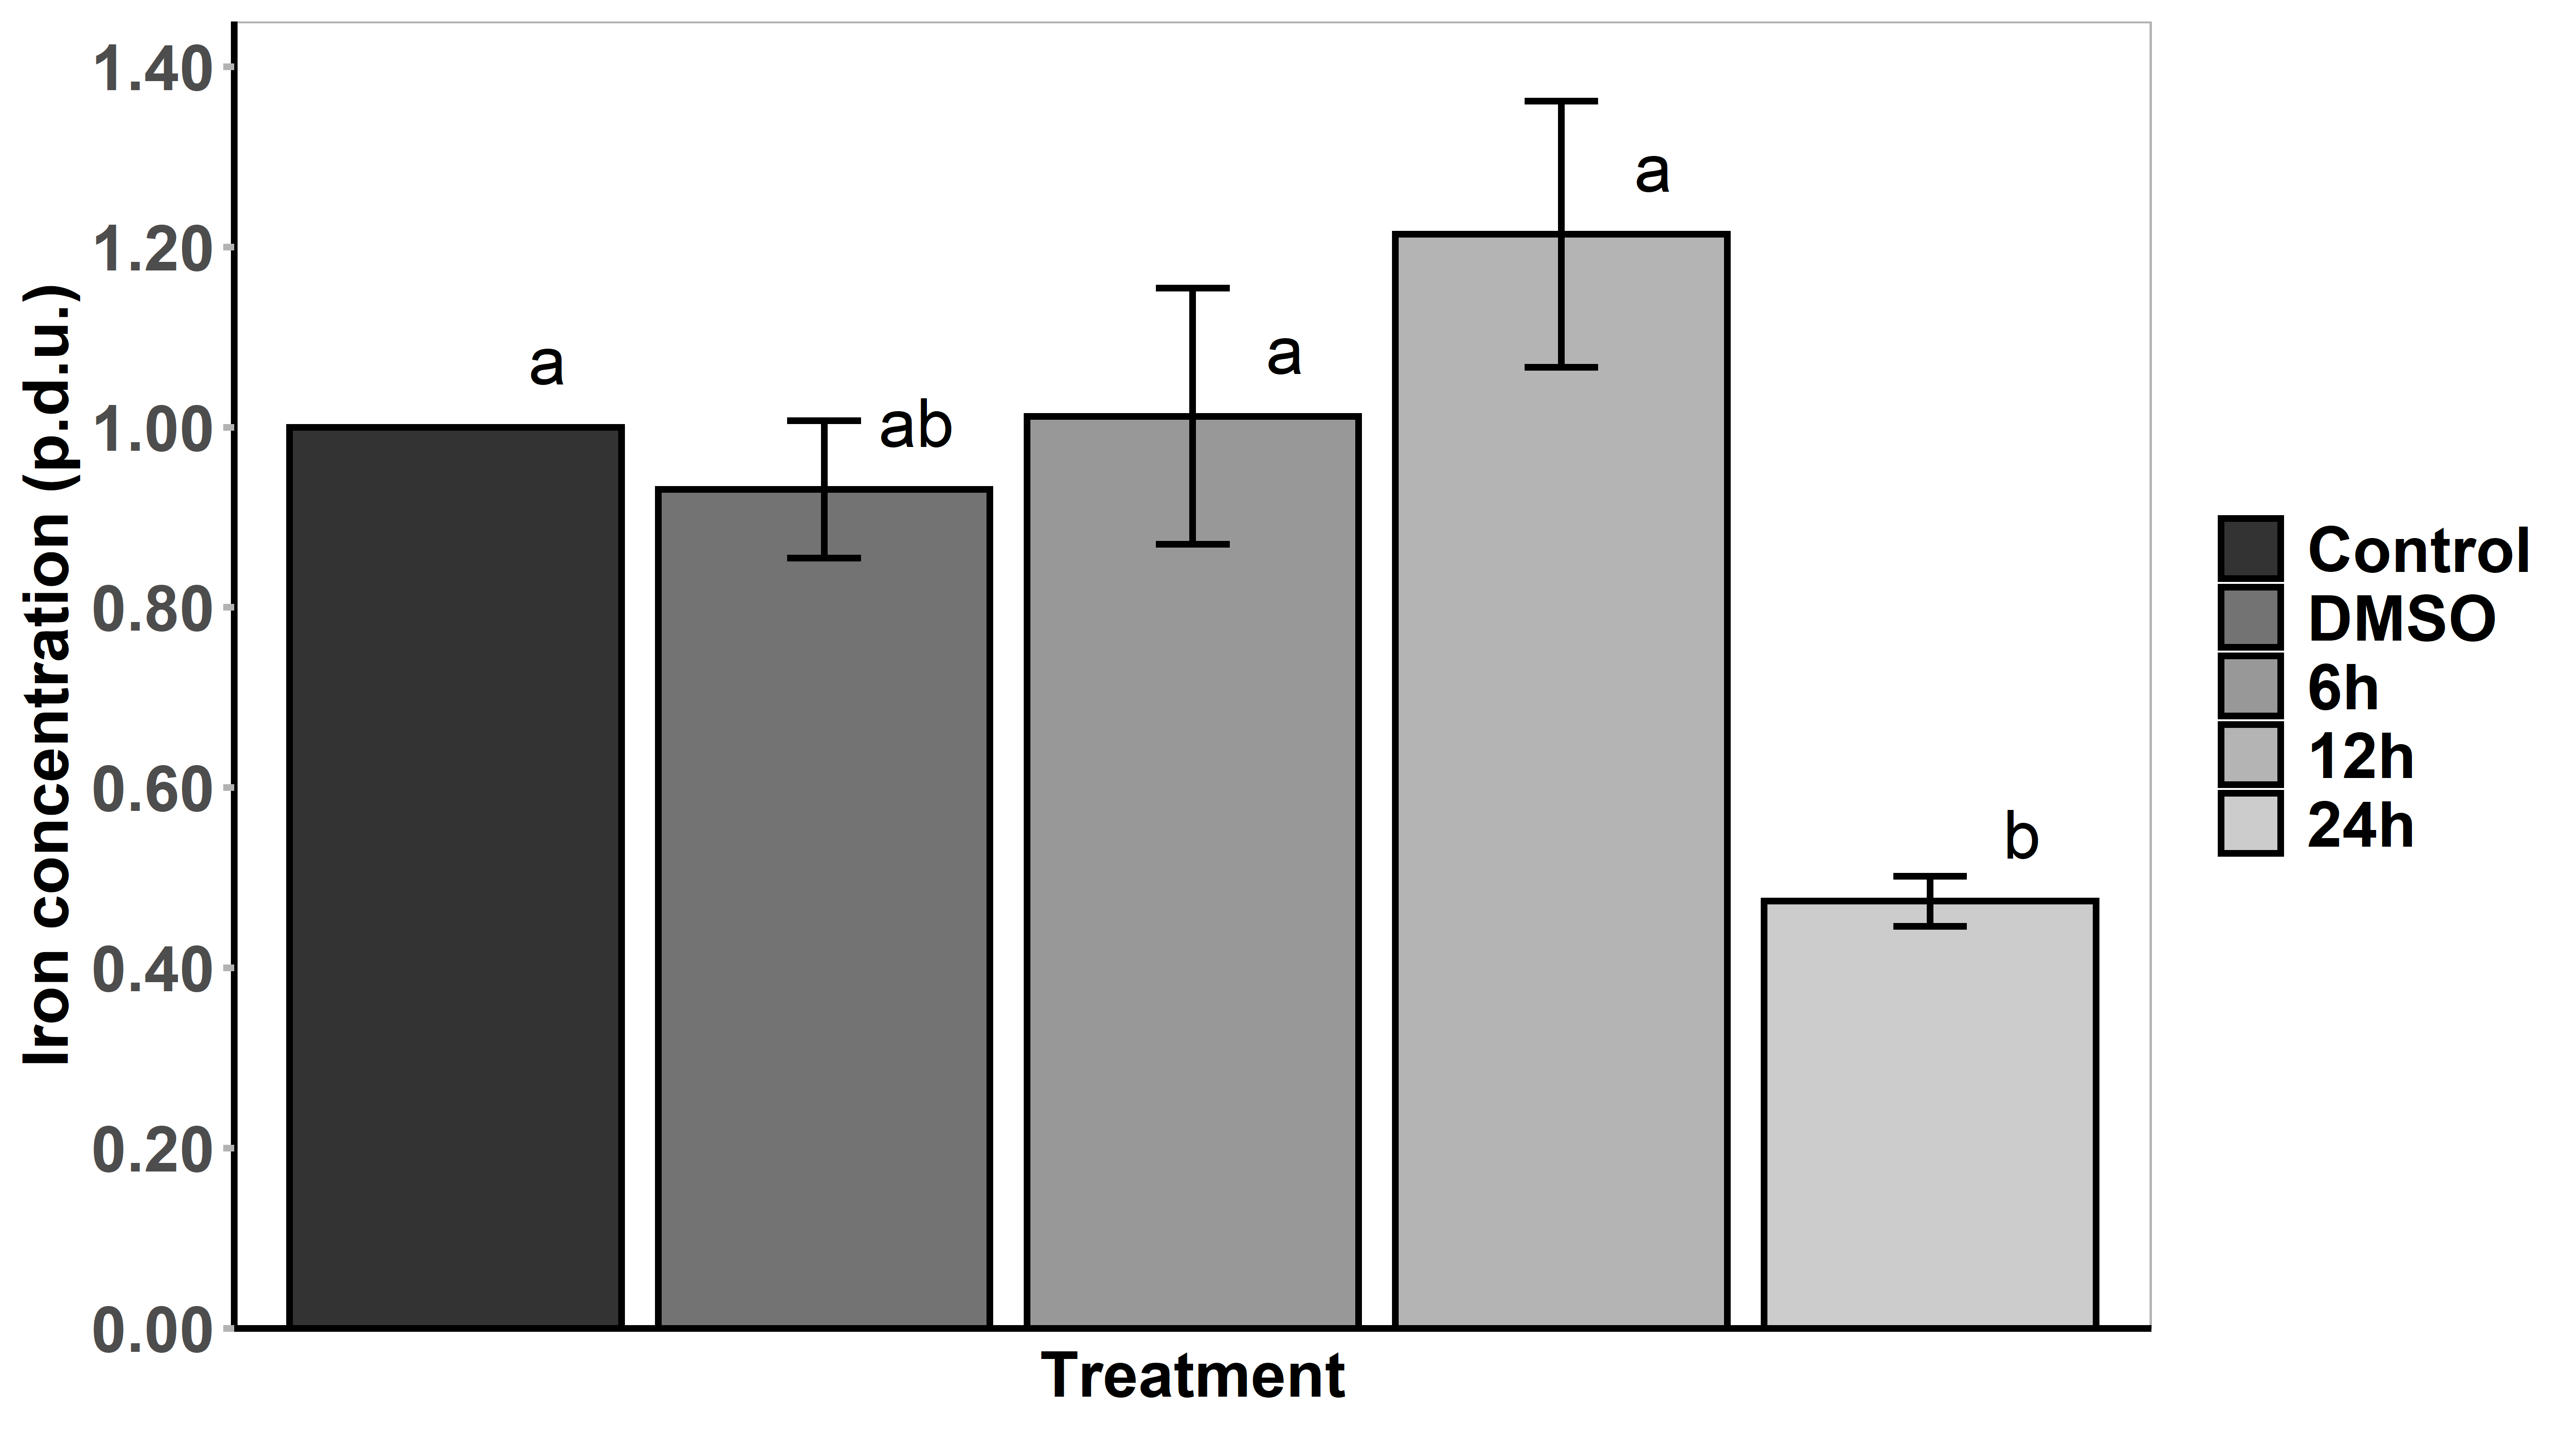 Iron concentration (p.d.u.)
1.40
1.20
1.00
0.80
0.60
0.40
0.20
0.00
a
ab
a
a
b
Treatment
Control
DMSO
6h
12h
24h